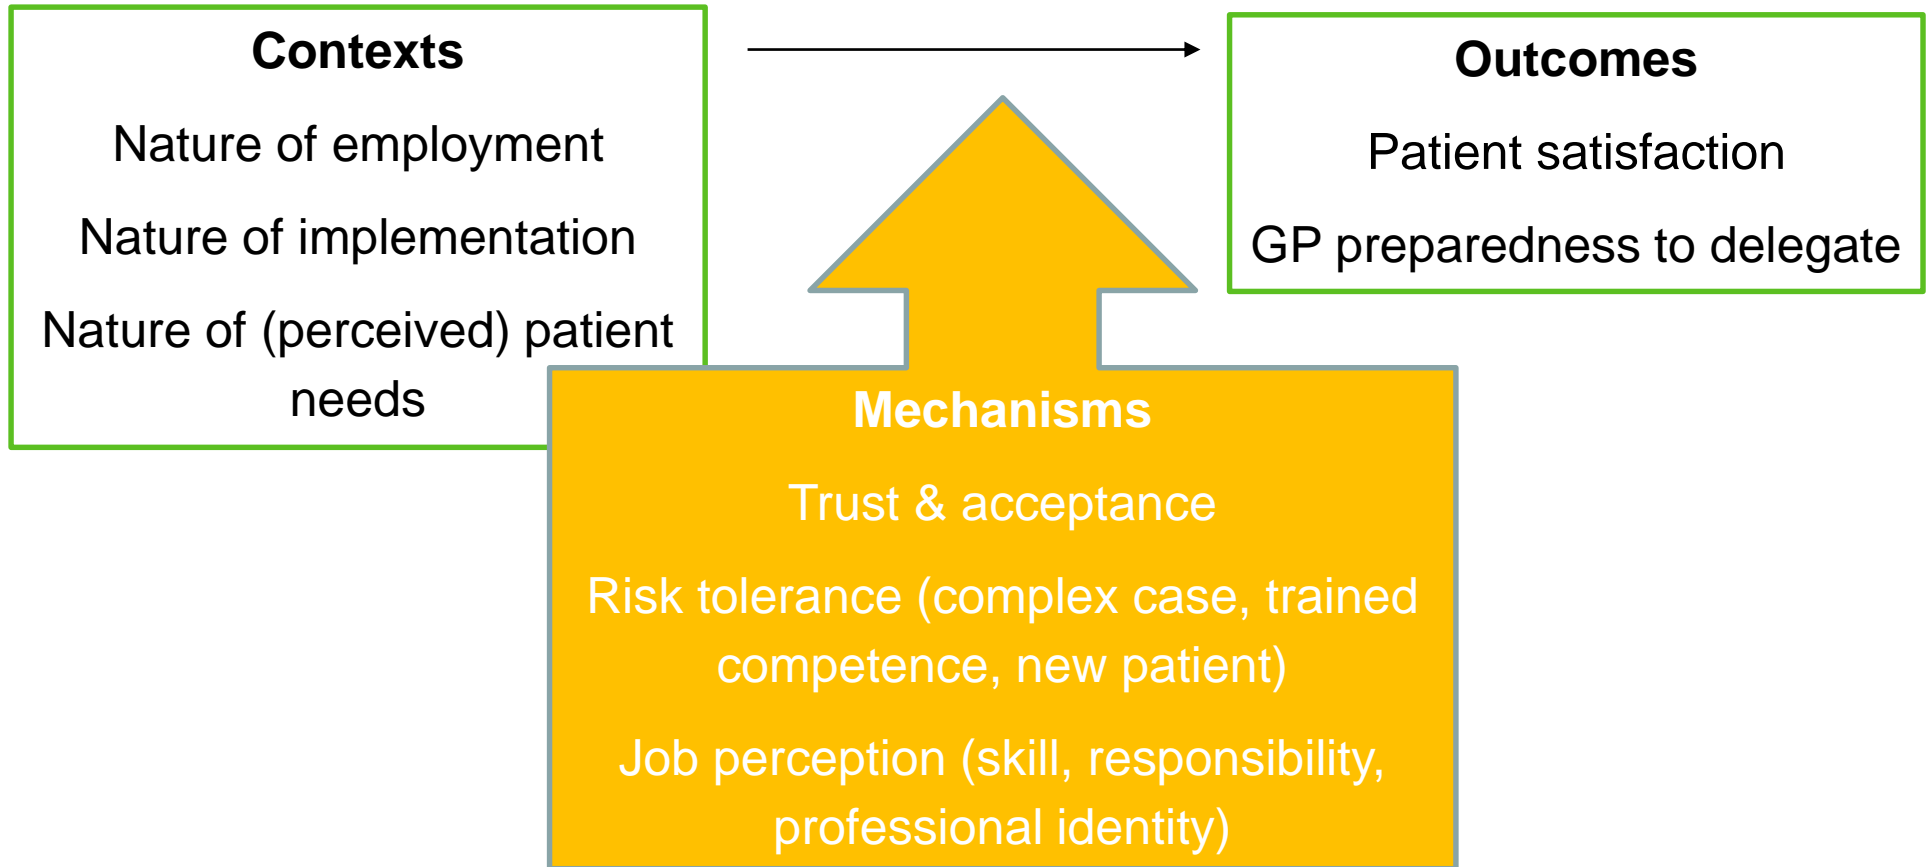 Contexts
Nature of employment
Nature of implementation
Nature of (perceived) patient
needs
Outcomes
Patient satisfaction
GP preparedness to delegate
Mechanisms
Trust & acceptance
Risk tolerance (complex case, trained
competence, new patient)
Job perception (skill, responsibility,
professional identity)